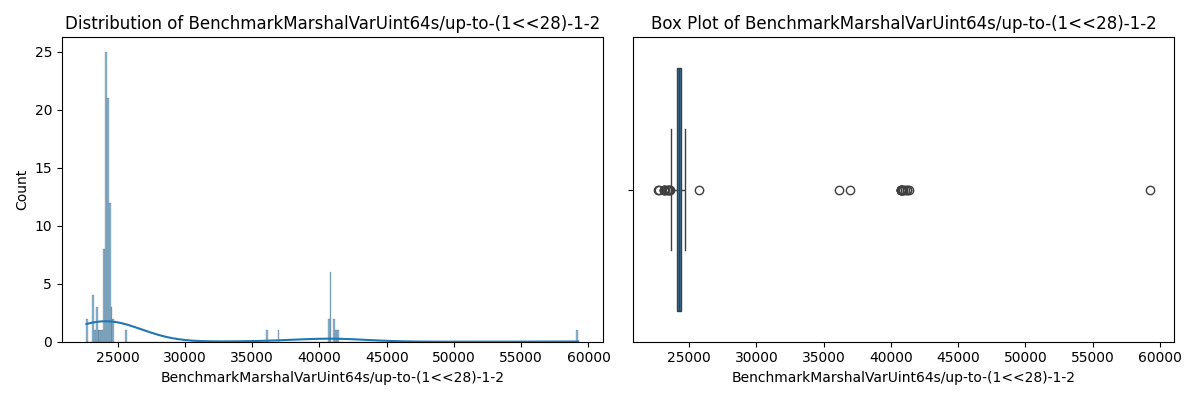 Distribution of BenchmarkMarshalVarUint64s/up-to-(1<<28)-1-2
Count
25
20
15
10
5
0
25000 30000 35000 40000 45000 50000 55000 60000
BenchmarkMarshalVarUint64s/up-to-(1<<28)-1-2
Box Plot of BenchmarkMarshalVarUint64s/up-to-(1<<28)-1-2
25000 30000 35000 40000 45000 50000 55000 60000
BenchmarkMarshalVarUint64s/up-to-(1<<28)-1-2